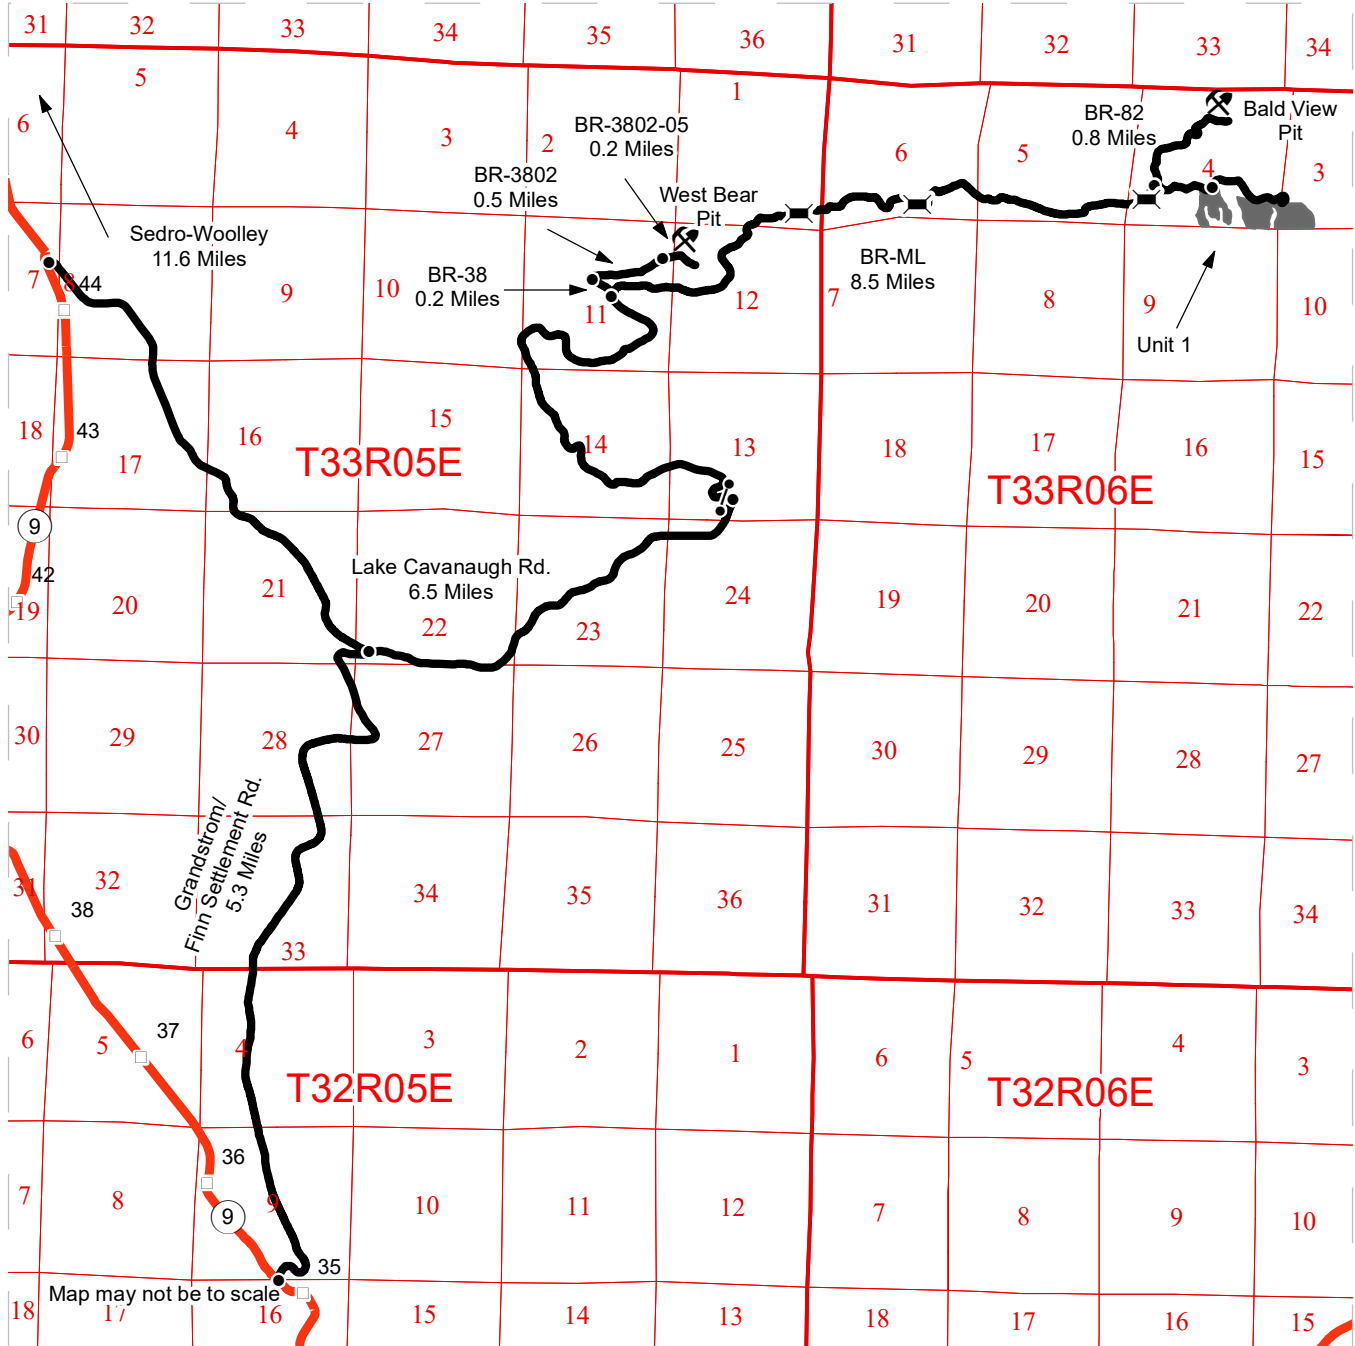 31 32 33 34 35 36 31 32 33 34
5 1
6 4 3 2 6 5 4 3
BR-3802-05
0.2 Miles
BR-3802
0.5 Miles
West Bear
Pit
BR-82
0.8 Miles
Bald View
Pit
Sedro-Woolley
11.6 Miles
BR-38
0.2 Miles
BR-ML
8.5 Miles
Unit 1
7 8 44 9 10 11 12 7 8 9 10
18 43 17 16 15 14 13 18 17 16 15
T33R05E
T33R06E
9
42
Lake Cavanaugh Rd.
6.5 Miles
19 20 21 22 23 24 19 20 21 22
30 29 28 27 26 25 30 29 28 27
Grandstrom/
Finn Settlement Rd.
5.3 Miles
31 32 33 34 35 36 31 32 33 34
38
37
6 5 4 3 2 1 6 5 4 3
T32R05E
T32R06E
36
7 8 9 10 11 12 7 8 9 10
9
35
Map may not be to scale
18 17 16 15 14 13 18 17 16 15